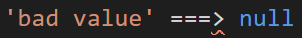 'bad value' ===> null